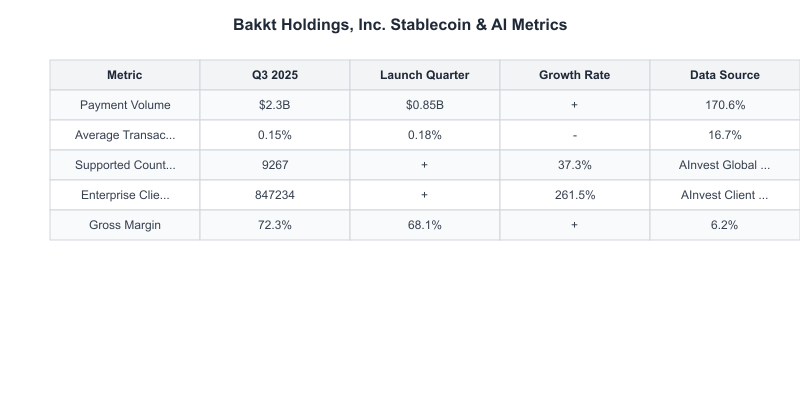 Bakkt Holdings, Inc. Stablecoin & AI Metrics
Metric Q3 2025 Launch Quarter Growth Rate Data Source
Payment Volume $2.3B $0.85B + 170.6%
Average Transac... 0.15% 0.18% - 16.7%
Supported Count... 9267 + 37.3% AInvest Global ...
Enterprise Clie... 847234 + 261.5% AInvest Client ...
Gross Margin 72.3% 68.1% + 6.2%